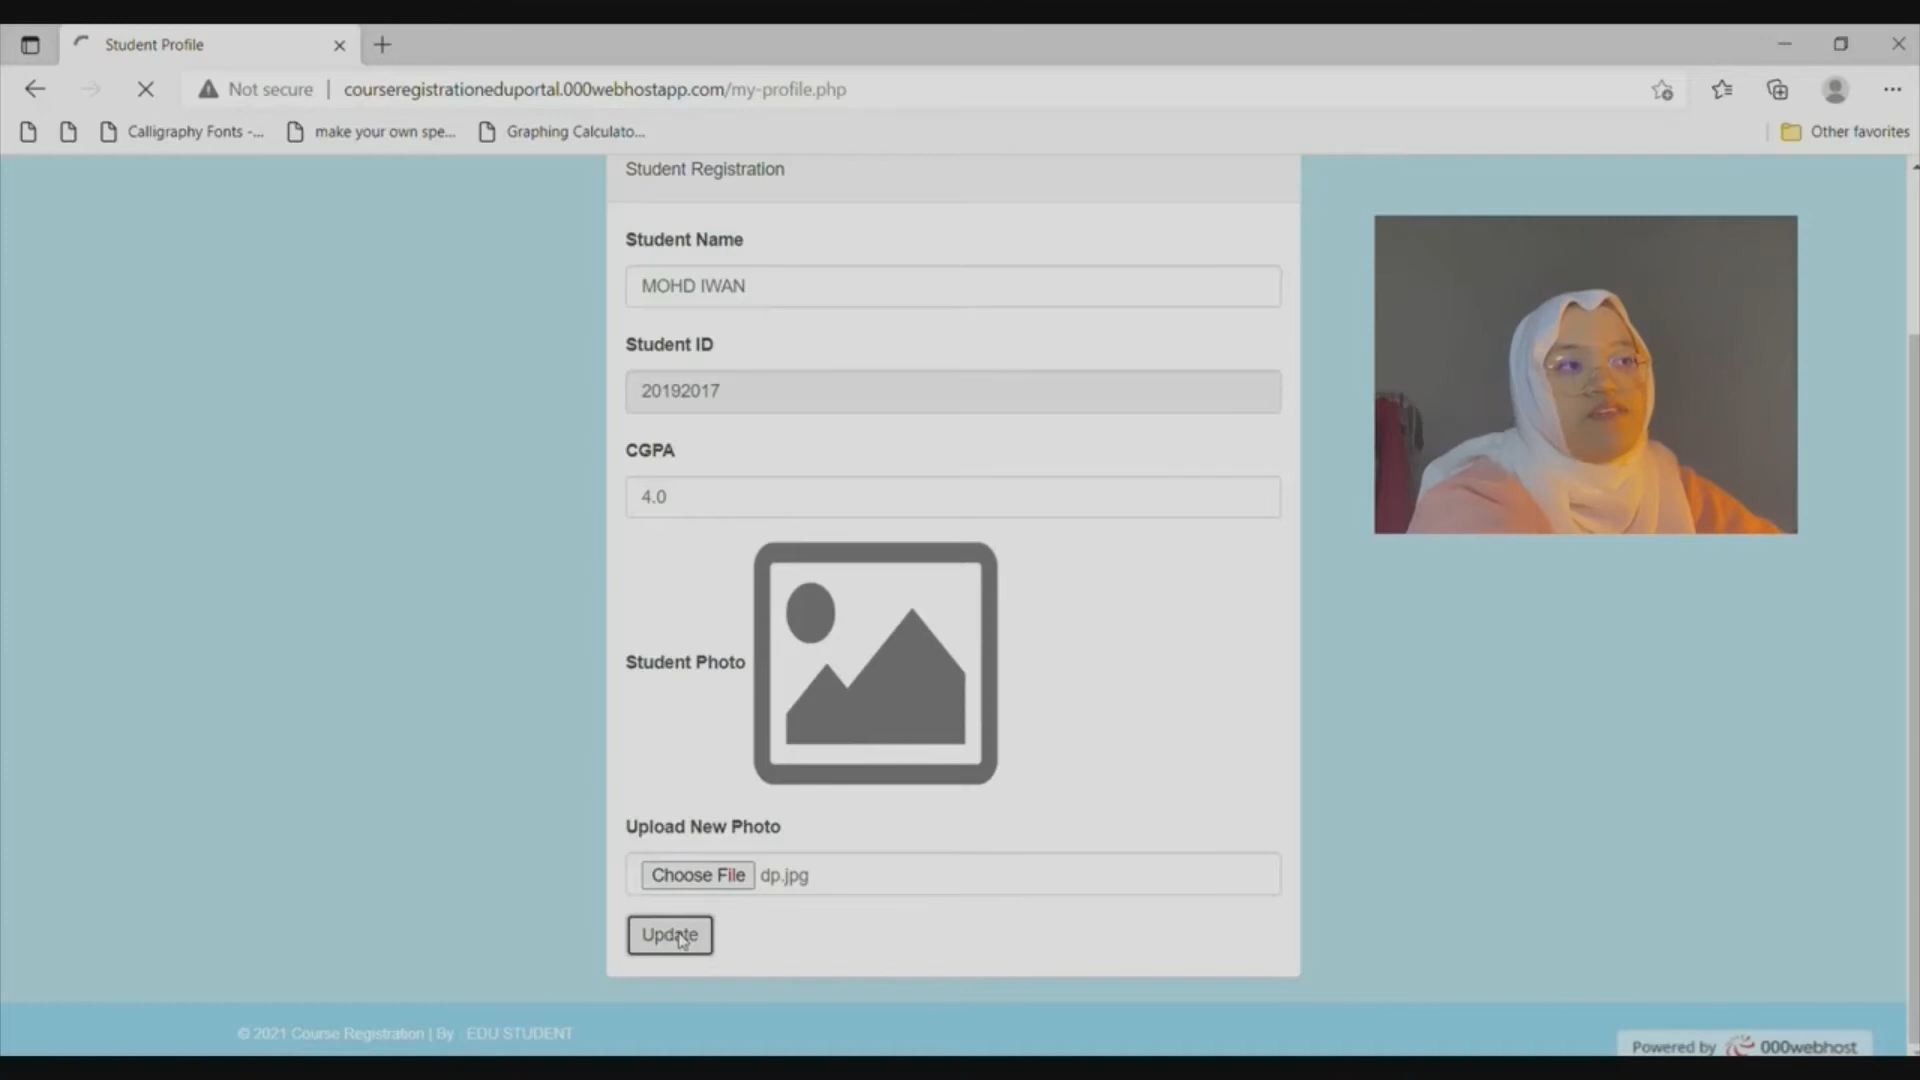 Student Profile
Not secure | courseregistrationeduportal.000webhostapp.com/my-profile.php
Calligraphy Fonts -... make your own spe... Graphing Calculato... Other favorites
Student Registration
Student Name
MOHD IWAN
Student ID
20192017
CGPA
4.0
Student Photo
Upload New Photo
Choose File dp.jpg
Update
© 2021 Course Registration | By : EDU STUDENT
Powered by 000webhost